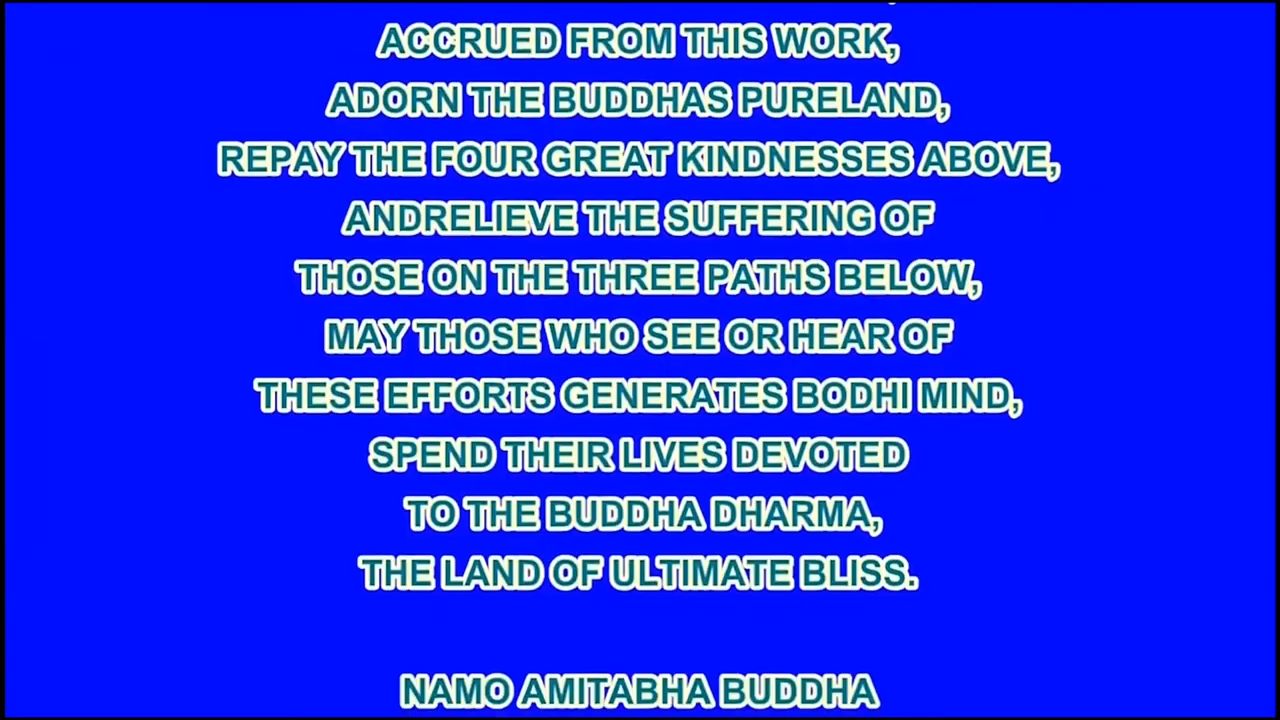 ACCRUED FROM THIS WORK,
ADORN THE BUDDHAS PURELAND,
REPAY THE FOUR GREAT KINDNESSES ABOVE,
ANDRELIEVE THE SUFFERING OF
THOSE ON THE THREE PATHS BELOW,
MAY THOSE WHO SEE OR HEAR OF
THESE EFFORTS GENERATES BODHI MIND,
SPEND THEIR LIVES DEVOTED
TO THE BUDDHA DHARMA,
THE LAND OF ULTIMATE BLISS.
NAMO AMITABHA BUDDHA